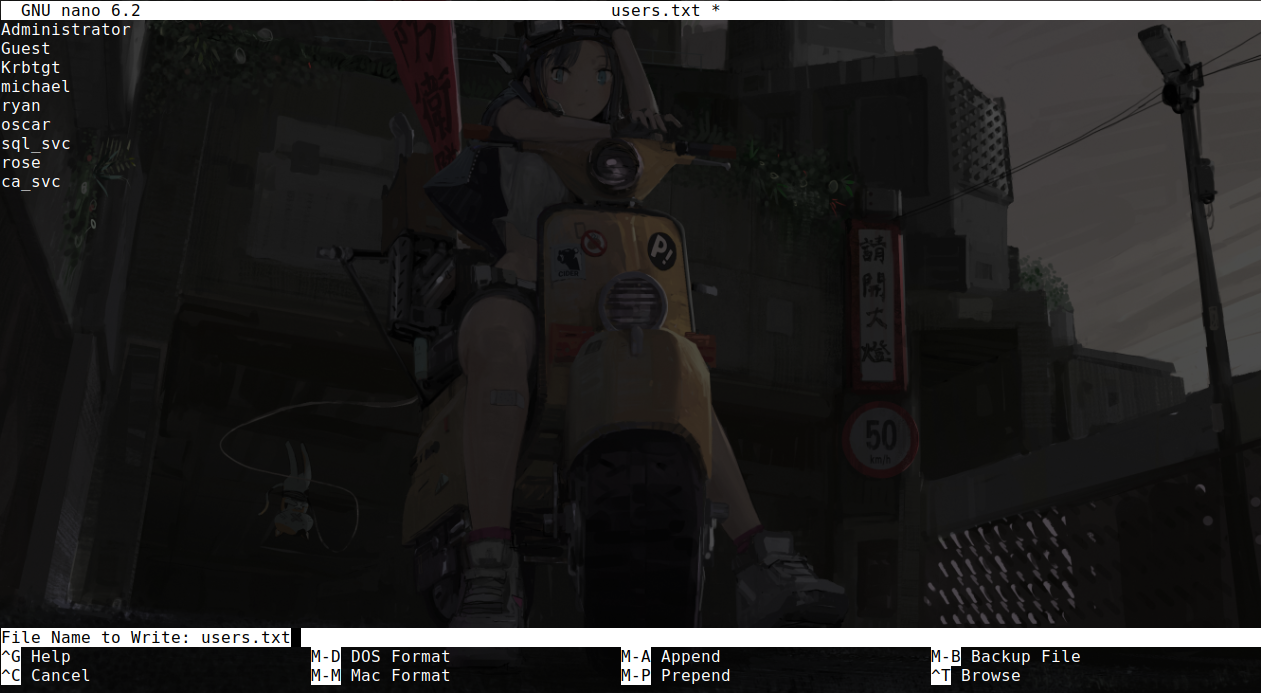 GNU nano 6.2 users.txt *
Administrator
Guest
Krbtgt
michael
ryan
oscar
sql_svc
rose
ca_svc
防衛
P!
請開大燈
50
km/h
File Name to Write: users.txt
^G Help M-D DOS Format M-A Append M-B Backup File
^C Cancel M-M Mac Format M-P Prepend ^T Browse